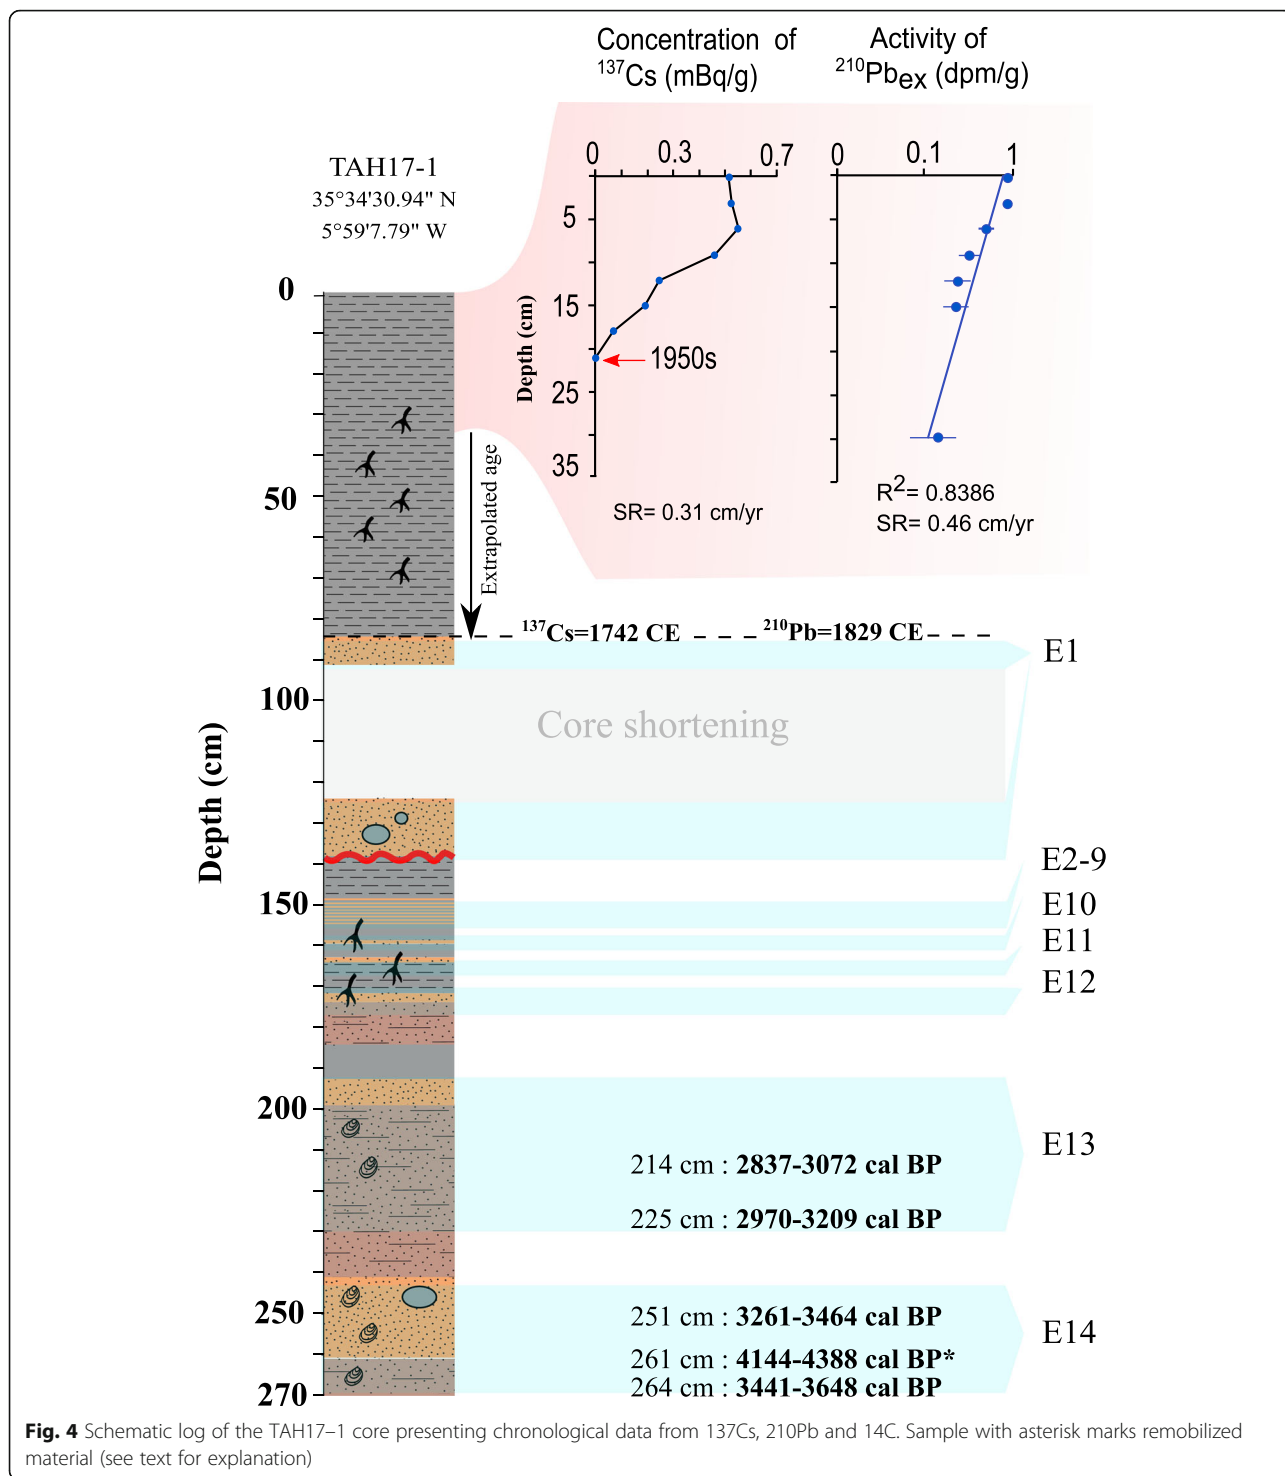 Concentration of
137Cs (mBq/g)
Activity of
210Pbex (dpm/g)
TAH17-1
35°34'30.94" N
5°59'7.79" W
0 0.3 0.7
0 0.1 1
5
15
25
35
Depth (cm)
1950s
SR= 0.31 cm/yr
R2= 0.8386
SR= 0.46 cm/yr
0
50
100
150
200
250
270
Depth (cm)
Extrapolated age
137Cs=1742 CE
210Pb=1829 CE
E1
Core shortening
E2-9
E10
E11
E12
E13
214 cm : 2837-3072 cal BP
225 cm : 2970-3209 cal BP
251 cm : 3261-3464 cal BP
E14
261 cm : 4144-4388 cal BP*
264 cm : 3441-3648 cal BP
Fig. 4 Schematic log of the TAH17–1 core presenting chronological data from 137Cs, 210Pb and 14C. Sample with asterisk marks remobilized
material (see text for explanation)